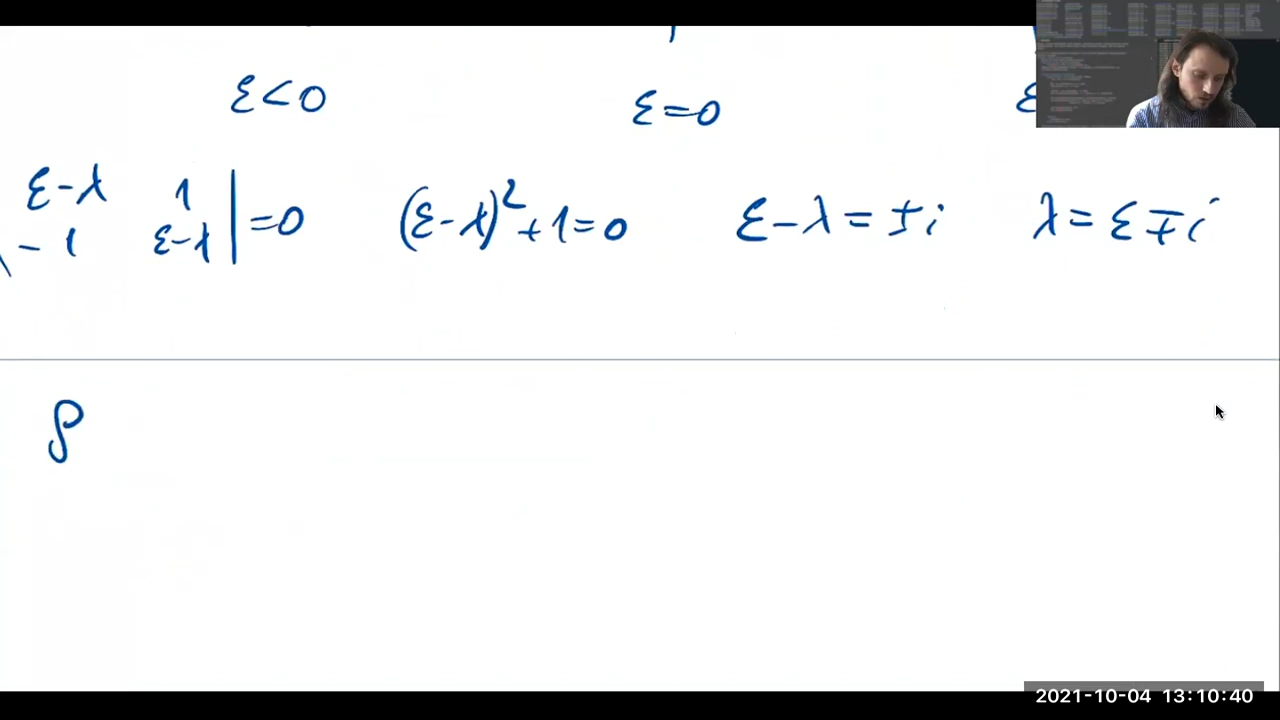 ε<0 ε=0 ε
ε-λ 1
-1 ε-λ |=0 (ε-λ)²+1=0 ε-λ=±i λ=ε∓i
ρ
2021-10-04 13:10:40